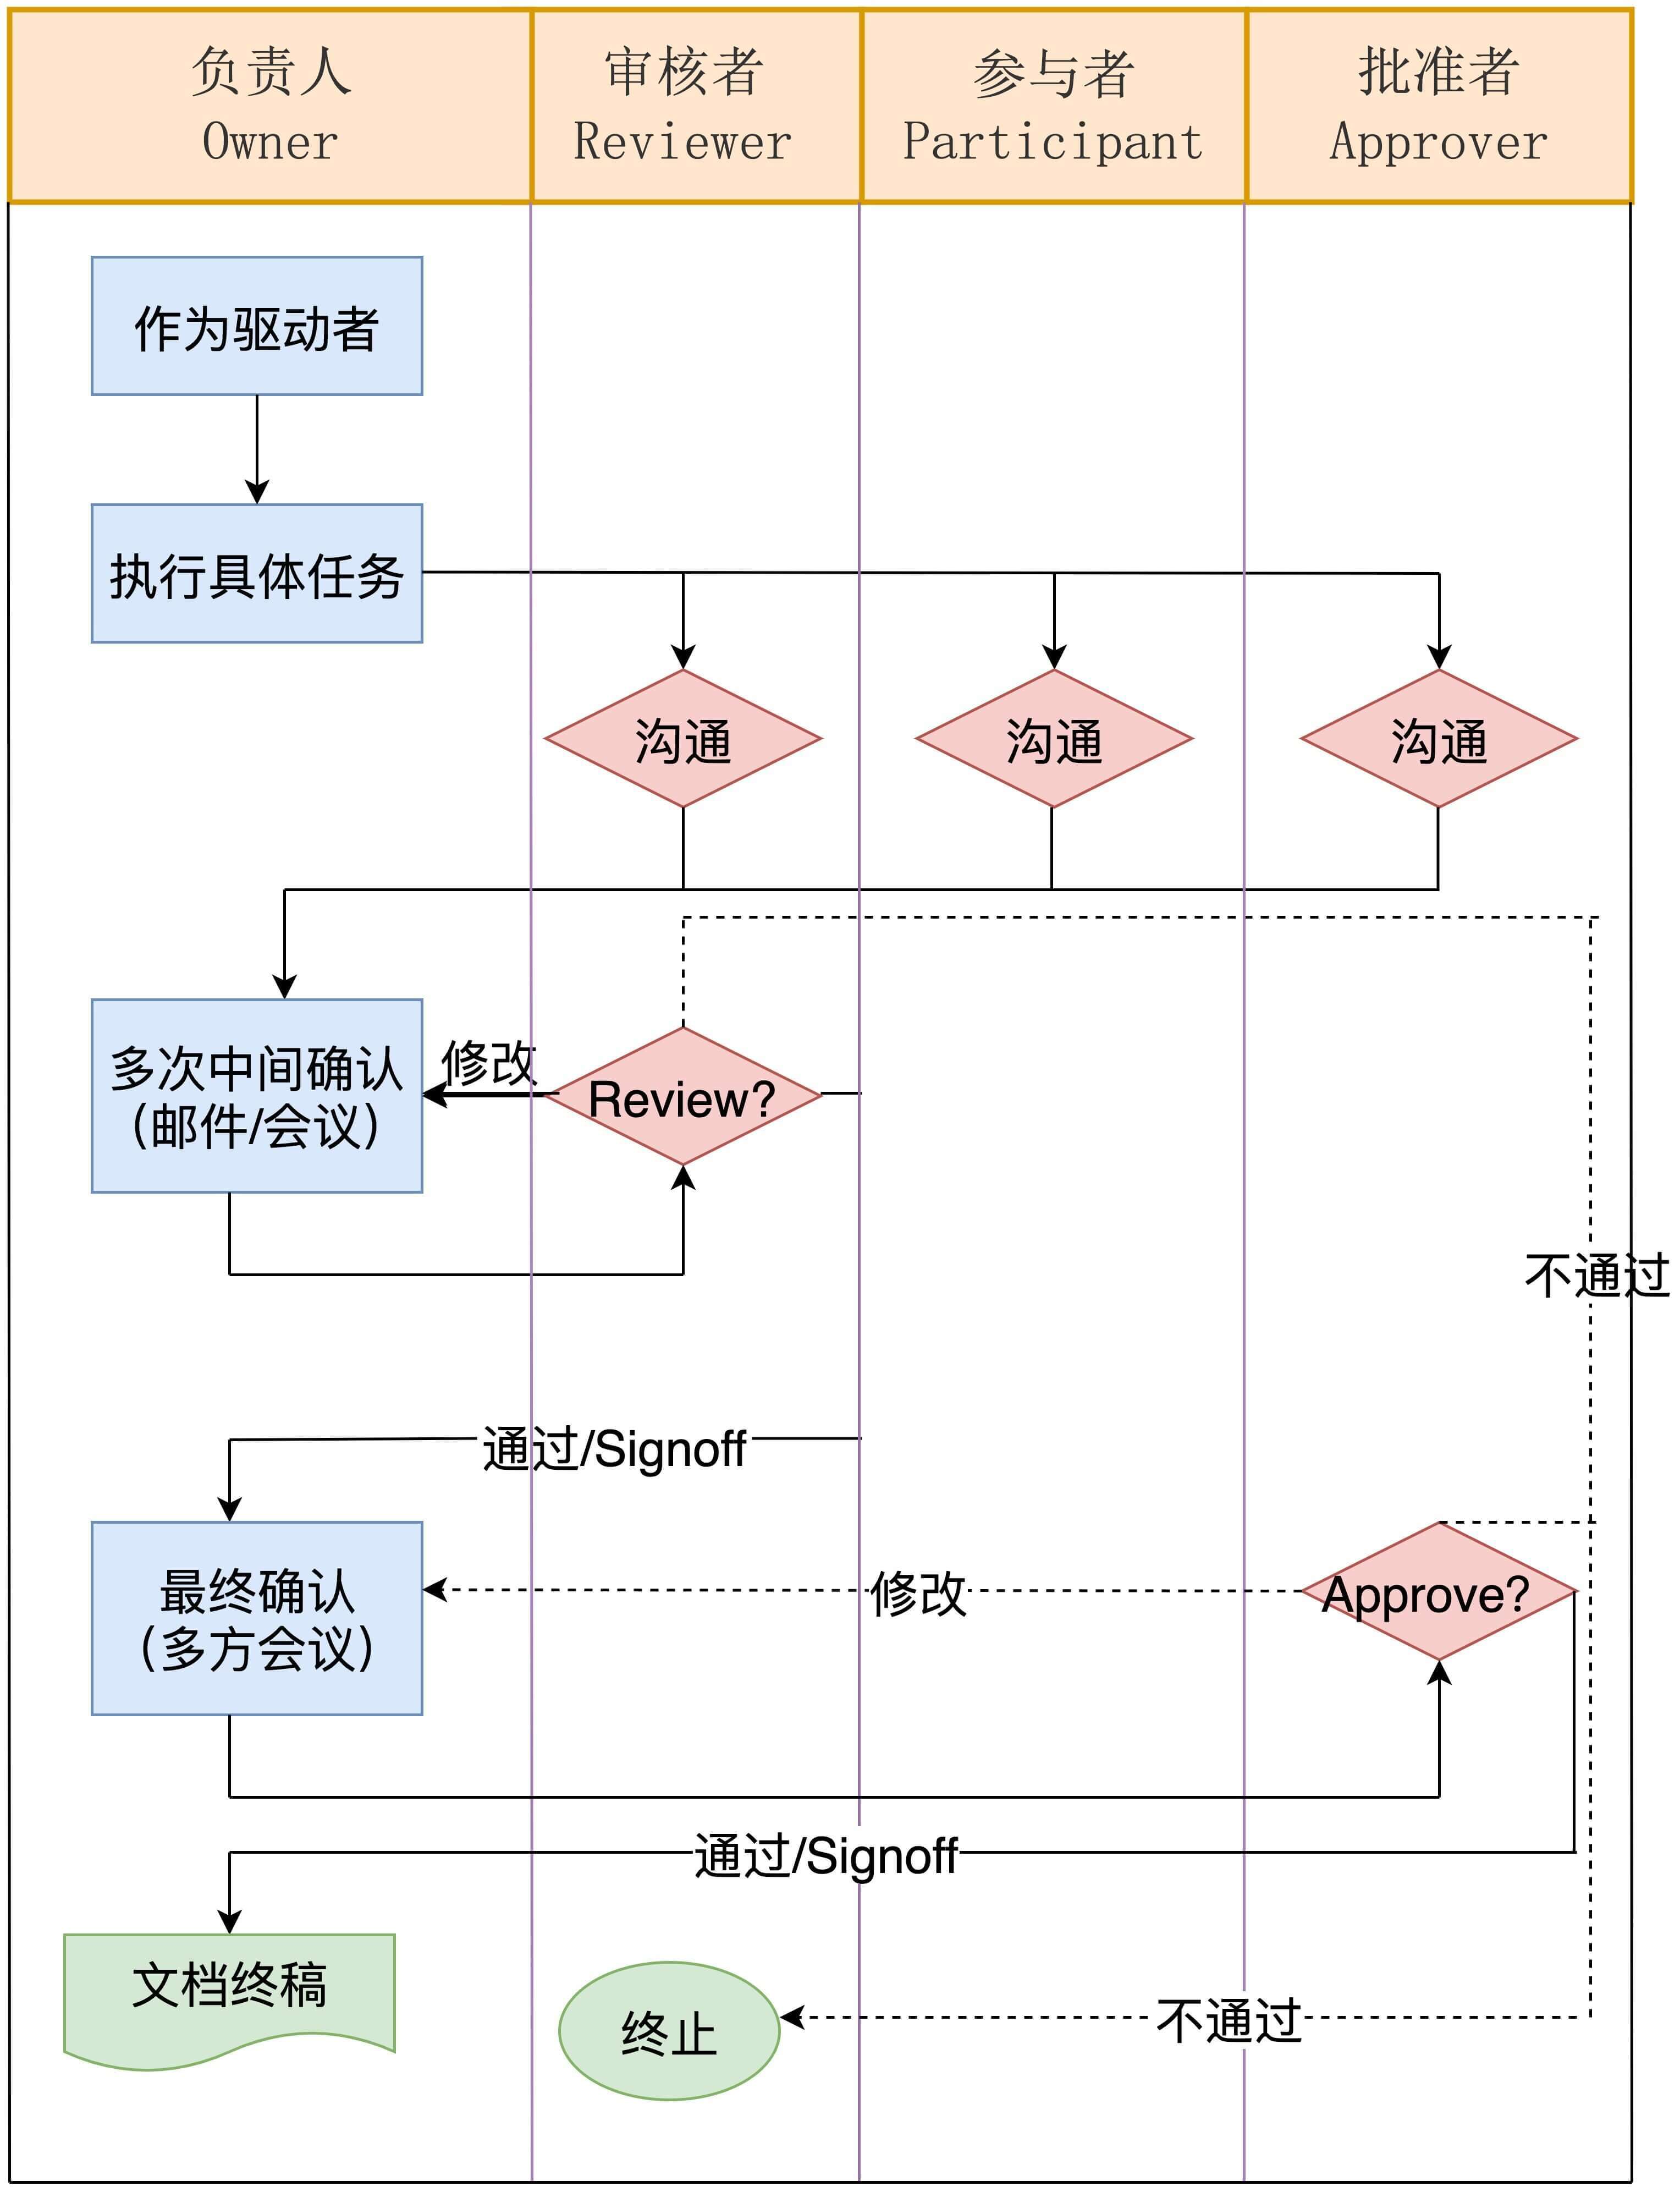 负责人
Owner
审核者
Reviewer
参与者
Participant
批准者
Approver
作为驱动者
执行具体任务
沟通
沟通
沟通
多次中间确认
(邮件/会议)
修改
Review?
不通过
通过/Signoff
最终确认
(多方会议)
修改
Approve?
通过/Signoff
文档终稿
终止
不通过